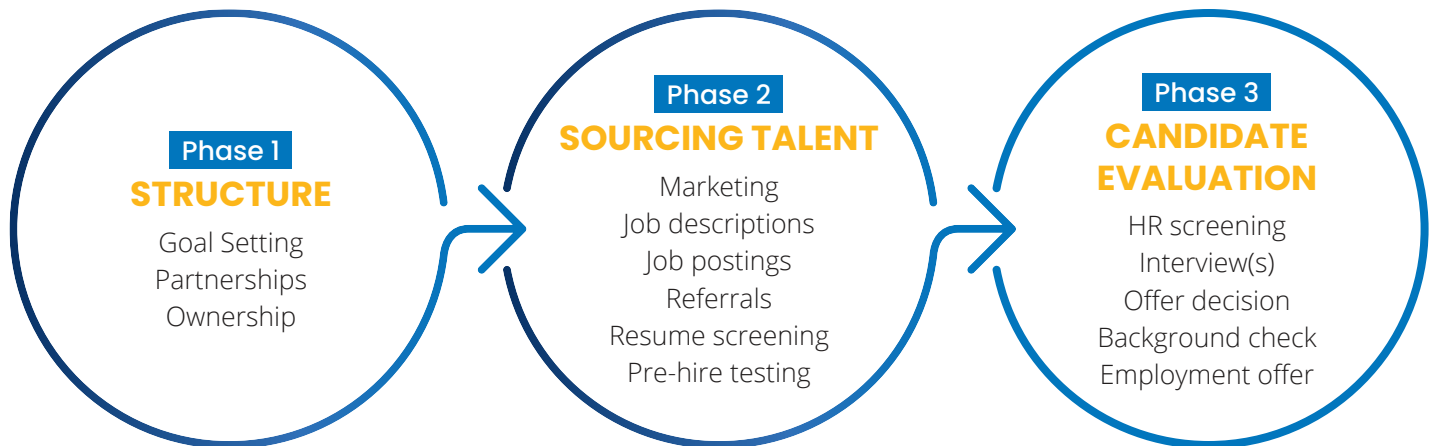 Phase 1
STRUCTURE
Goal Setting
Partnerships
Ownership
Phase 2
SOURCING TALENT
Marketing
Job descriptions
Job postings
Referrals
Resume screening
Pre-hire testing
Phase 3
CANDIDATE
EVALUATION
HR screening
Interview(s)
Offer decision
Background check
Employment offer